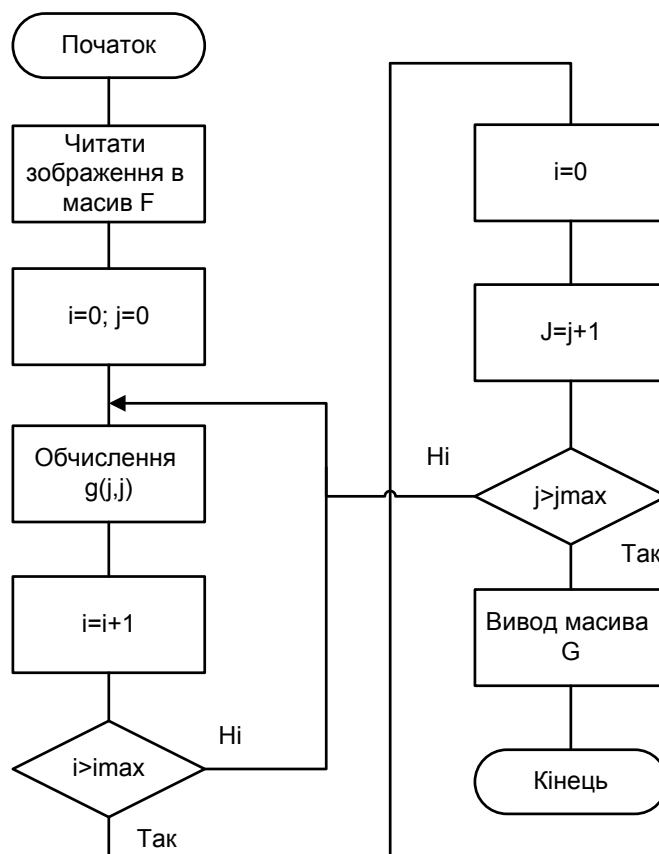 Початок
Читати
зображення в
масив F
i=0; j=0
Обчислення
g(j,j)
i=i+1
i>imax
Ні
Так
i=0
J=j+1
j>jmax
Ні
Так
Вивод масива
G
Кінець